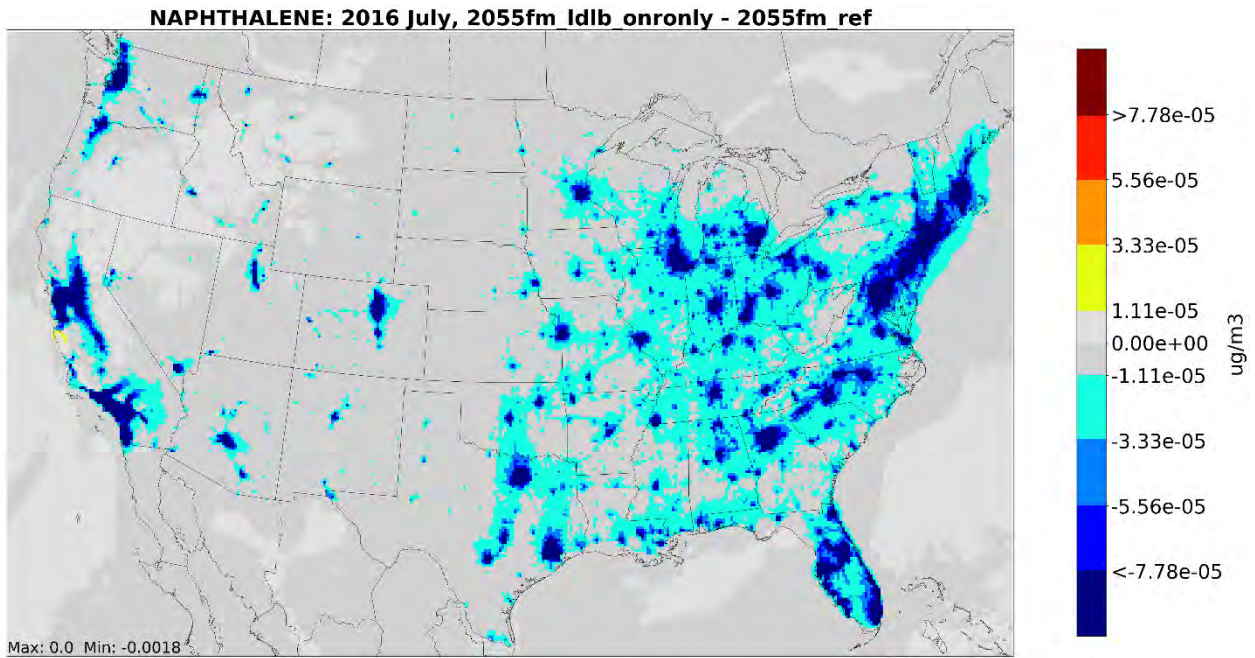 NAPHTHALENE: 2016 July, 2055fm_ldlb_onronly - 2055fm_ref
>7.78e-05
5.56e-05
3.33e-05
1.11e-05
0.00e+00
-1.11e-05
-3.33e-05
-5.56e-05
<-7.78e-05
ug/m3
Max: 0.0 Min: -0.0018